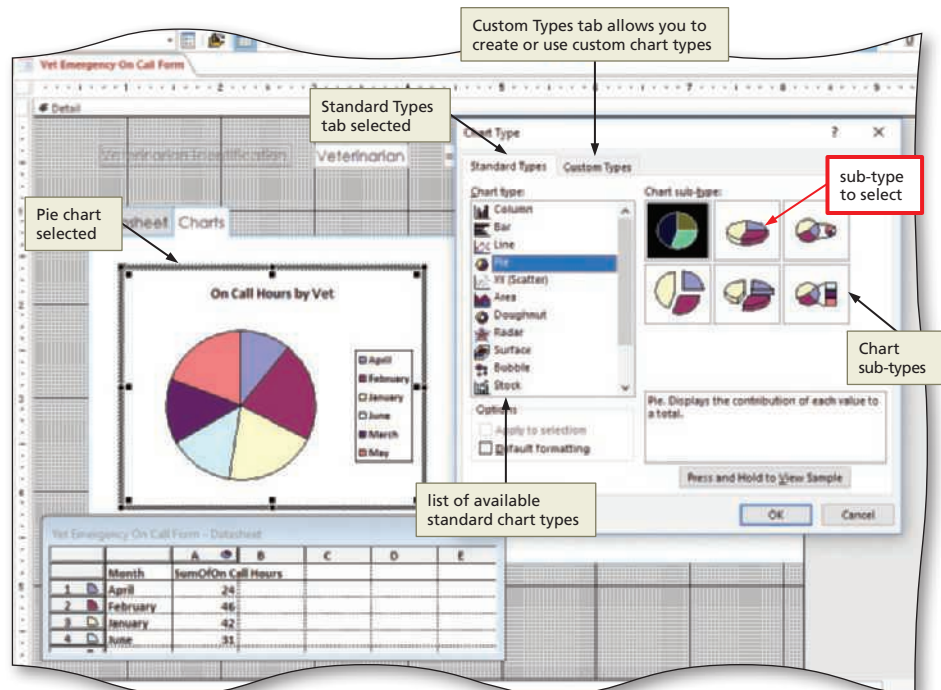 Custom Types tab allows you to
create or use custom chart types
Vet Emergency On Call Form
Detail
Standard Types
tab selected
Chart Type
?
Veterinarian Identification
Veterinarian
Standard Types
Custom Types
Chart type:
Chart sub-type:
sub-type
to select
Column
Bar
Line
Pie
XY (Scatter)
Area
Doughnut
Radar
Surface
Bubble
Stock
Pie chart
selected
Charts
On Call Hours by Vet
April
February
January
June
March
May
Chart
sub-types
Options
Apply to selection
Default formatting
Pie. Displays the contribution of each value to
a total.
Press and Hold to View Sample
list of available
standard chart types
OK
Cancel
Vet Emergency On Call Form - Datasheet
A B C D E
Month SumOfOn Call Hours
1 April 24
2 February 46
3 January 42
4 June 31